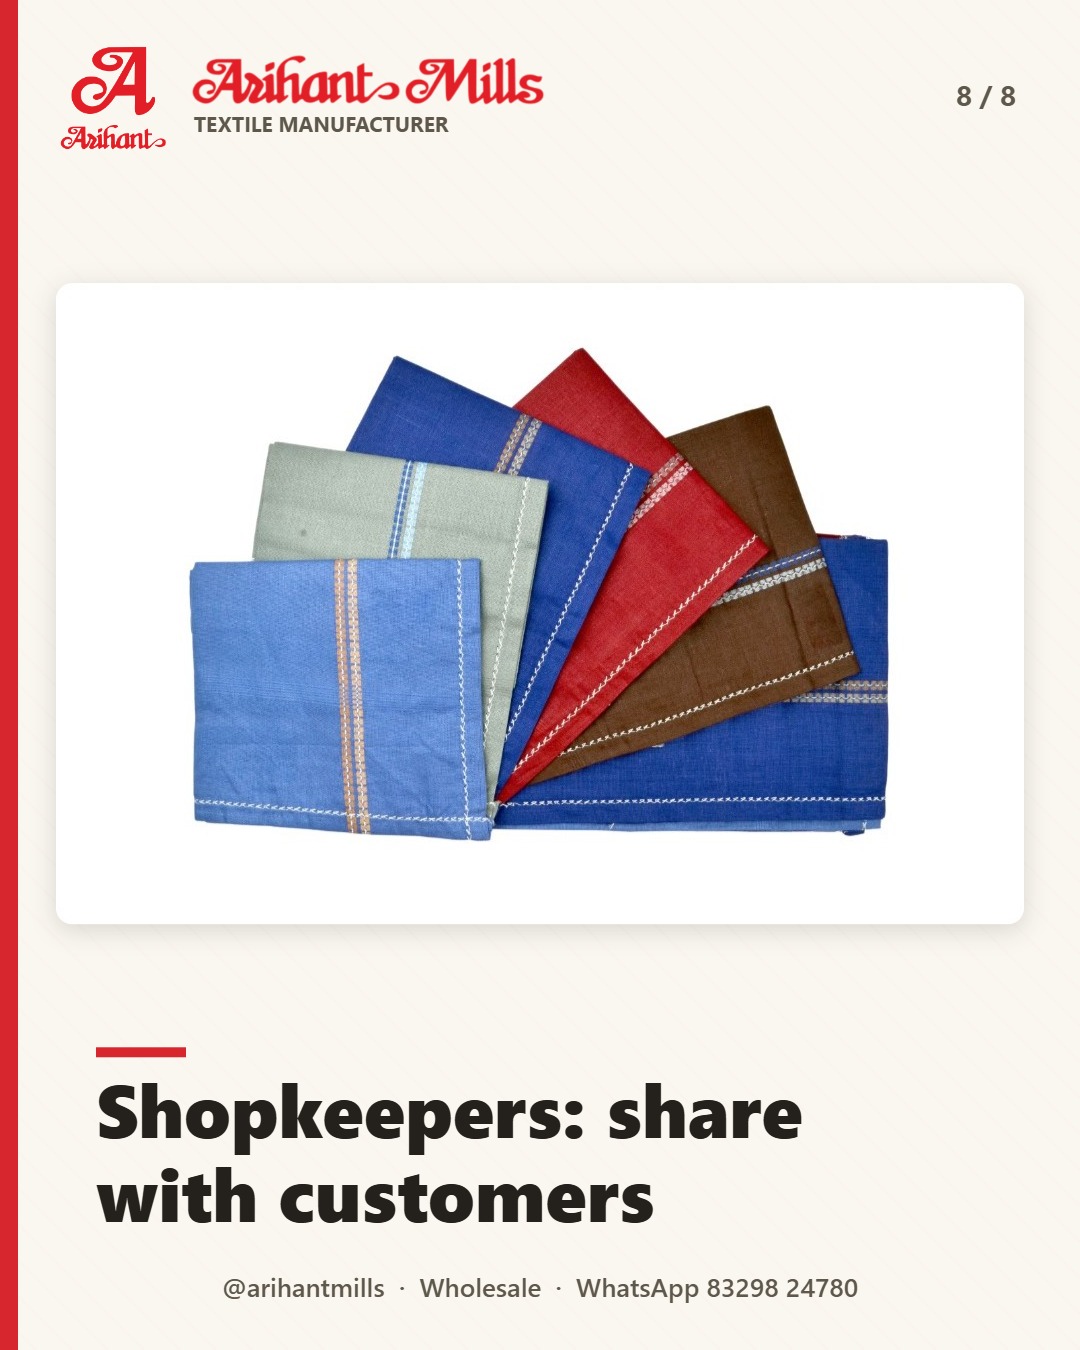 A
Arihant
Arihant Mills
TEXTILE MANUFACTURER
8 / 8
Shopkeepers: share
with customers
@arihantmills · Wholesale · WhatsApp 83298 24780